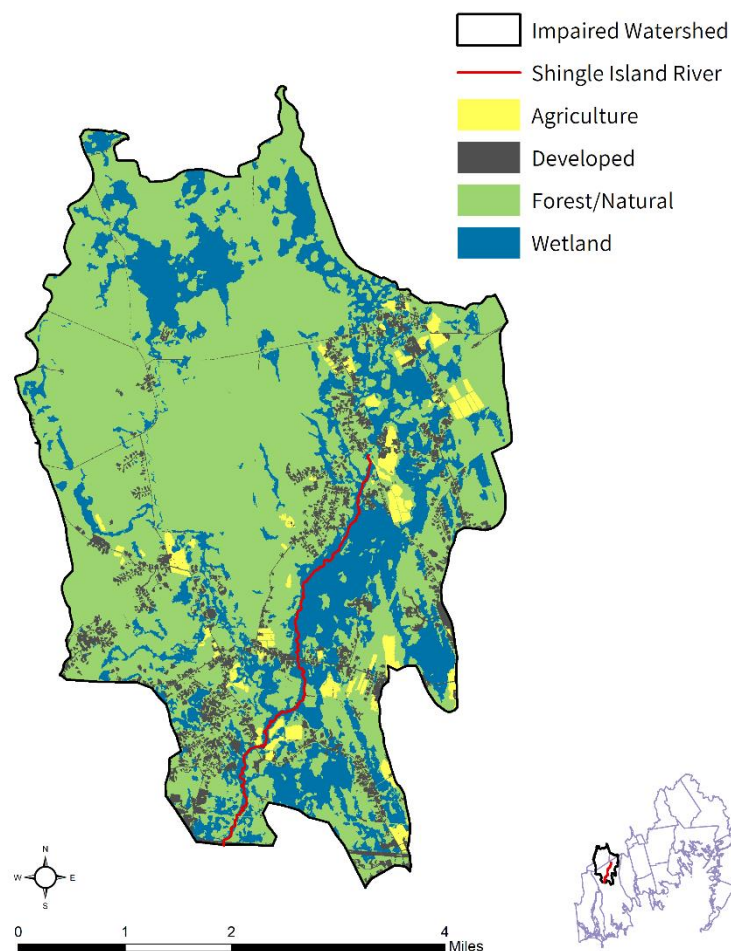 Impaired Watershed
Shingle Island River
Agriculture
Developed
Forest/Natural
Wetland
N
W E
S
0 1 2 4
Miles